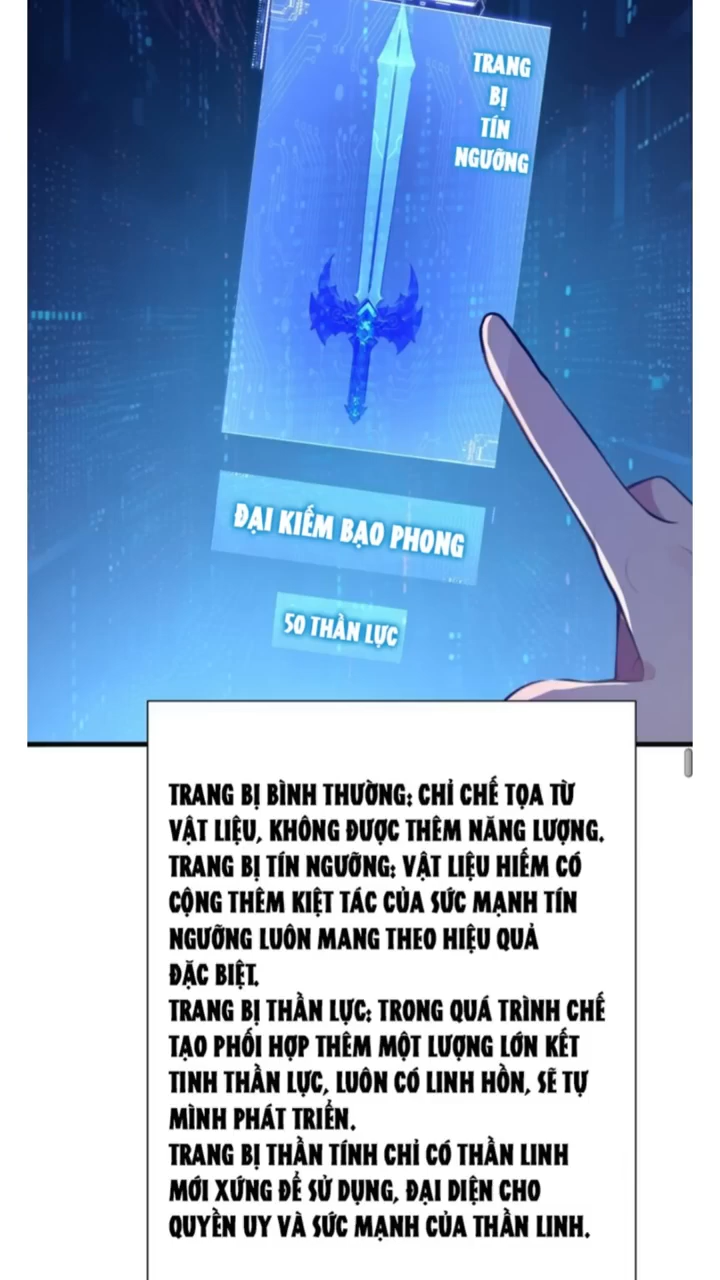 TRANG
BỊ
TÍN
NGƯỠNG
ĐẠI KIẾM BẠO PHONG
50 THẦN LỰC
TRANG BỊ BÌNH THƯỜNG: CHỈ CHẾ TỌA TỪ
VẬT LIỆU, KHÔNG ĐƯỢC THÊM NĂNG LƯỢNG.
TRANG BỊ TÍN NGƯỠNG: VẬT LIỆU HIẾM CÓ
CỘNG THÊM KIỆT TÁC CỦA SỨC MẠNH TÍN
NGƯỠNG LUÔN MANG THEO HIỆU QUẢ
ĐẶC BIỆT.
TRANG BỊ THẦN LỰC: TRONG QUÁ TRÌNH CHẾ
TẠO PHỐI HỢP THÊM MỘT LƯỢNG LỚN KẾT
TINH THẦN LỰC, LUÔN CÓ LINH HỒN, SẼ TỰ
MÌNH PHÁT TRIỂN.
TRANG BỊ THẦN TÍNH CHỈ CÓ THẦN LINH
MỚI XỨNG ĐỂ SỬ DỤNG, ĐẠI DIỆN CHO
QUYỀN UY VÀ SỨC MẠNH CỦA THẦN LINH.